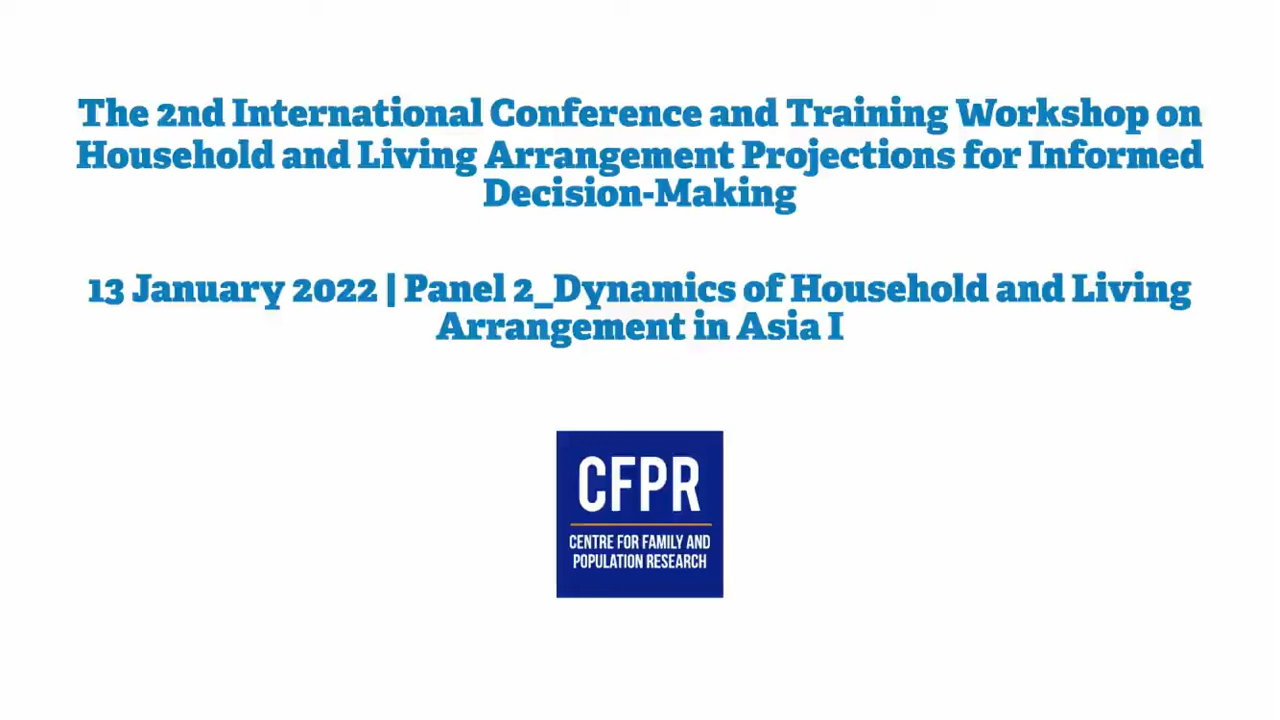 The 2nd International Conference and Training Workshop on
Household and Living Arrangement Projections for Informed
Decision-Making
13 January 2022 | Panel 2_Dynamics of Household and Living
Arrangement in Asia I
CFPR
CENTRE FOR FAMILY AND
POPULATION RESEARCH